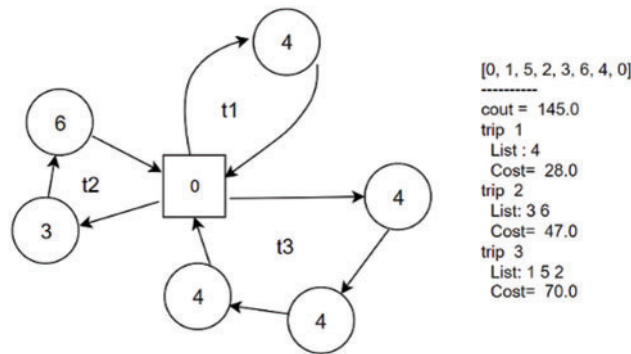 4
t1
6
t2
0
3
4
t3
4
4
[0, 1, 5, 2, 3, 6, 4, 0]
----------
cout = 145.0
trip 1
List : 4
Cost= 28.0
trip 2
List: 3 6
Cost= 47.0
trip 3
List: 1 5 2
Cost= 70.0